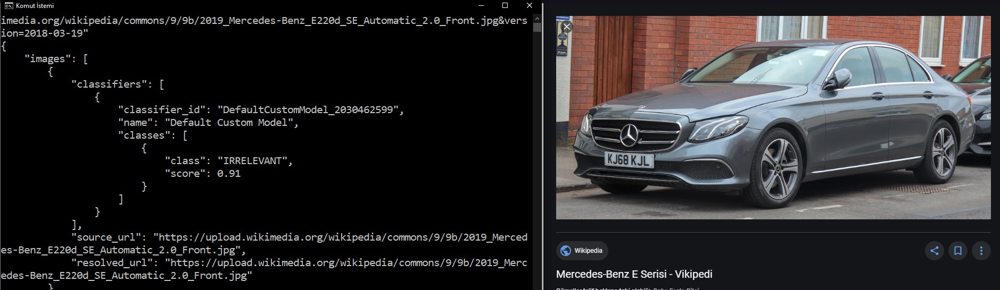 Komut İstemi
imedia.org/wikipedia/commons/9/9b/2019_Mercedes-Benz_E220d_SE_Automatic_2.0_Front.jpg&vers
ion=2018-03-19"
{
"images": [
{
"classifiers": [
{
"classifier_id": "DefaultCustomModel_2030462599",
"name": "Default Custom Model",
"classes": [
{
"class": "IRRELEVANT",
"score": 0.91
}
]
}
],
"source_url": "https://upload.wikimedia.org/wikipedia/commons/9/9b/2019_Merced
es-Benz_E220d_SE_Automatic_2.0_Front.jpg",
"resolved_url": "https://upload.wikimedia.org/wikipedia/commons/9/9b/2019_Merc
edes-Benz_E220d_SE_Automatic_2.0_Front.jpg"
}
KJ68 KJL
Wikipedia
Mercedes-Benz E Serisi - Vikipedi